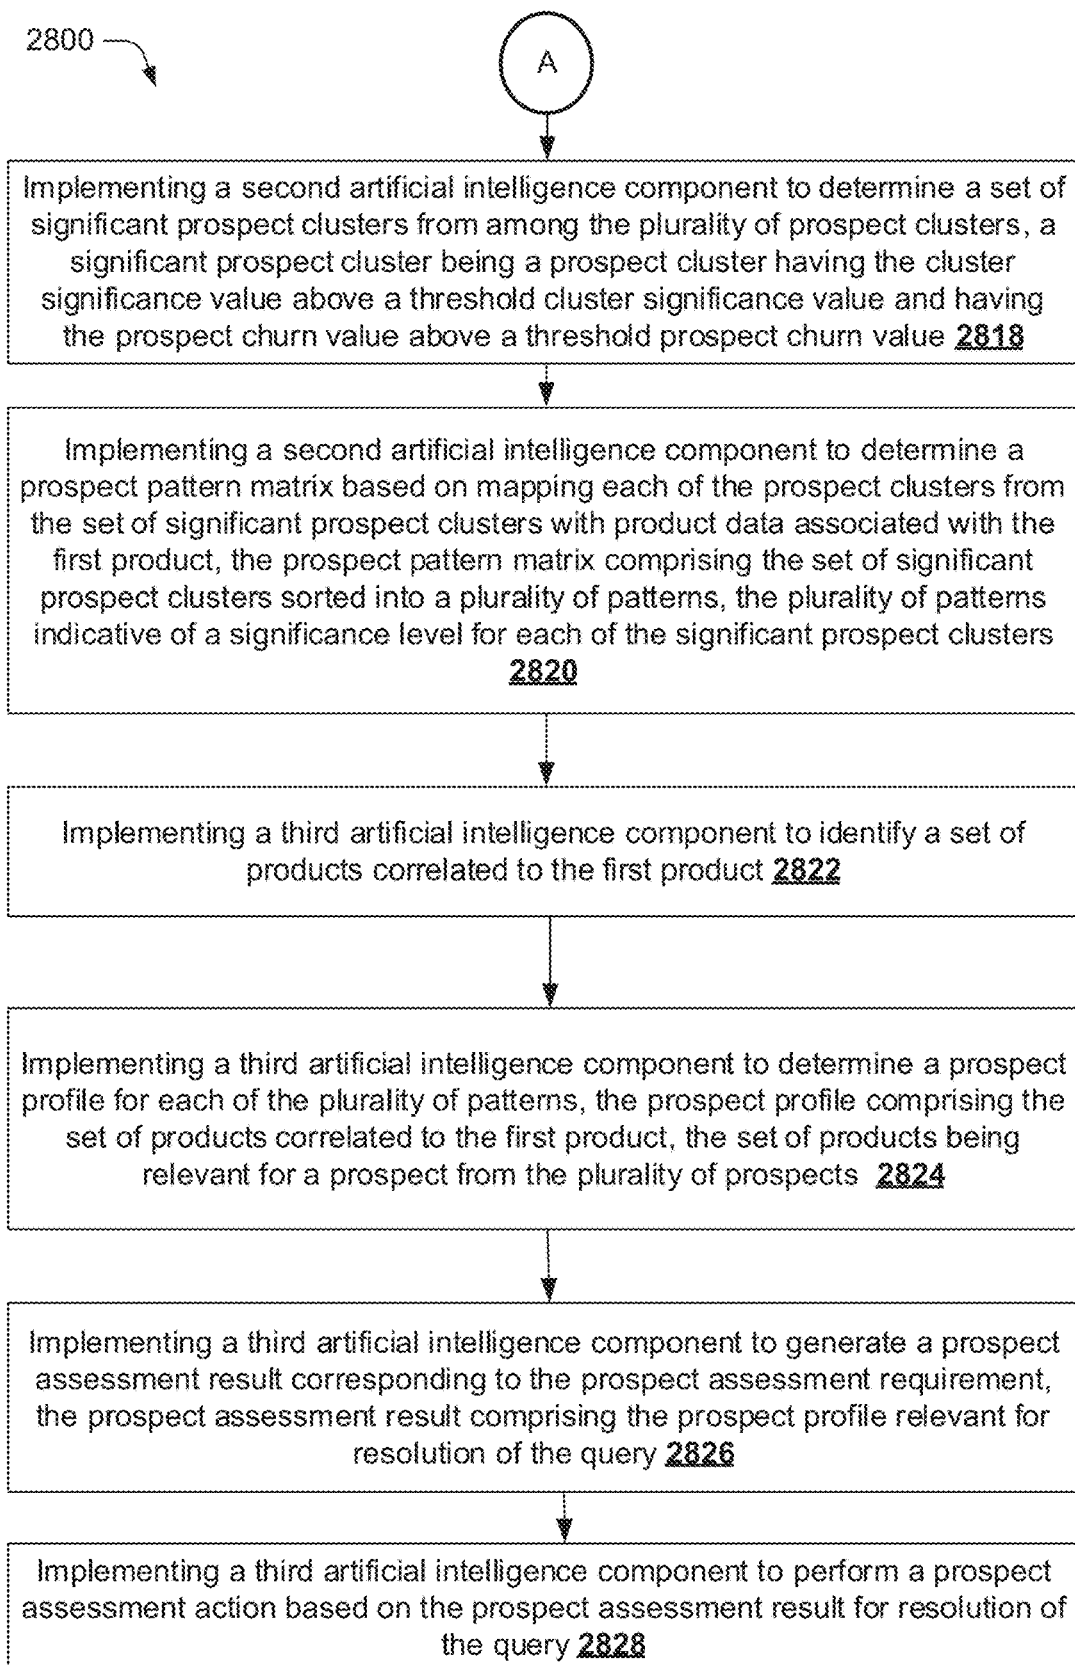 2800
A
Implementing a second artificial intelligence component to determine a set of
significant prospect clusters from among the plurality of prospect clusters, a
significant prospect cluster being a prospect cluster having the cluster
significance value above a threshold cluster significance value and having
the prospect churn value above a threshold prospect churn value 2818
Implementing a second artificial intelligence component to determine a
prospect pattern matrix based on mapping each of the prospect clusters from
the set of significant prospect clusters with product data associated with the
first product, the prospect pattern matrix comprising the set of significant
prospect clusters sorted into a plurality of patterns, the plurality of patterns
indicative of a significance level for each of the significant prospect clusters
2820
Implementing a third artificial intelligence component to identify a set of
products correlated to the first product 2822
Implementing a third artificial intelligence component to determine a prospect
profile for each of the plurality of patterns, the prospect profile comprising the
set of products correlated to the first product, the set of products being
relevant for a prospect from the plurality of prospects 2824
Implementing a third artificial intelligence component to generate a prospect
assessment result corresponding to the prospect assessment requirement,
the prospect assessment result comprising the prospect profile relevant for
resolution of the query 2826
Implementing a third artificial intelligence component to perform a prospect
assessment action based on the prospect assessment result for resolution of
the query 2828